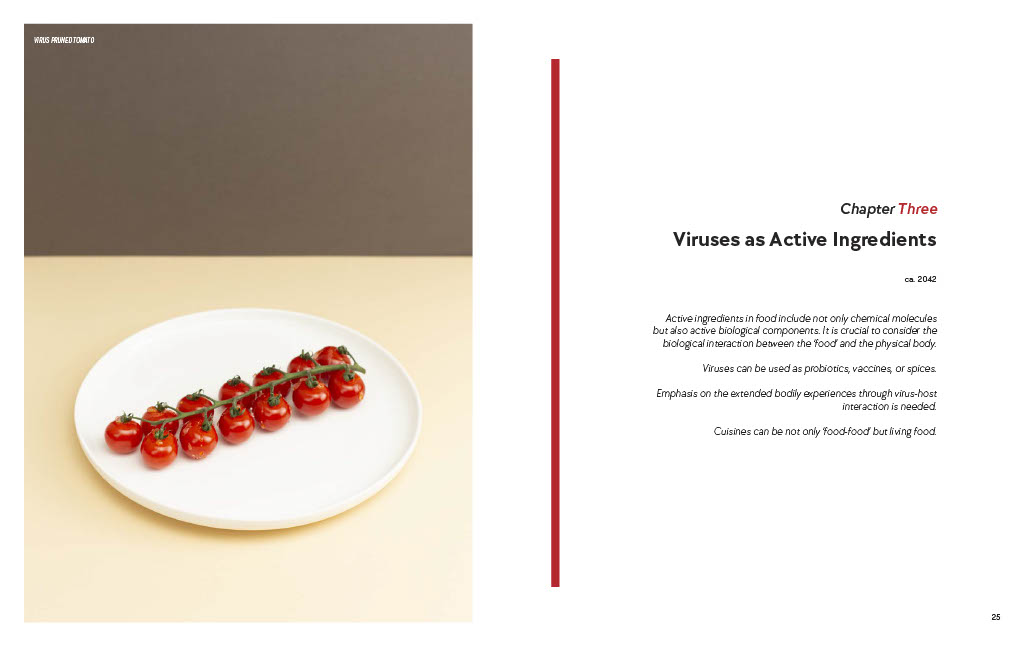 VIRUS PRUNED TOMATO
Chapter Three
Viruses as Active Ingredients
ca. 2042
Active ingredients in food include not only chemical molecules
but also active biological components. It is crucial to consider the
biological interaction between the 'food' and the physical body.
Viruses can be used as probiotics, vaccines, or spices.
Emphasis on the extended bodily experiences through virus-host
interaction is needed.
Cuisines can be not only 'food-food' but living food.
25